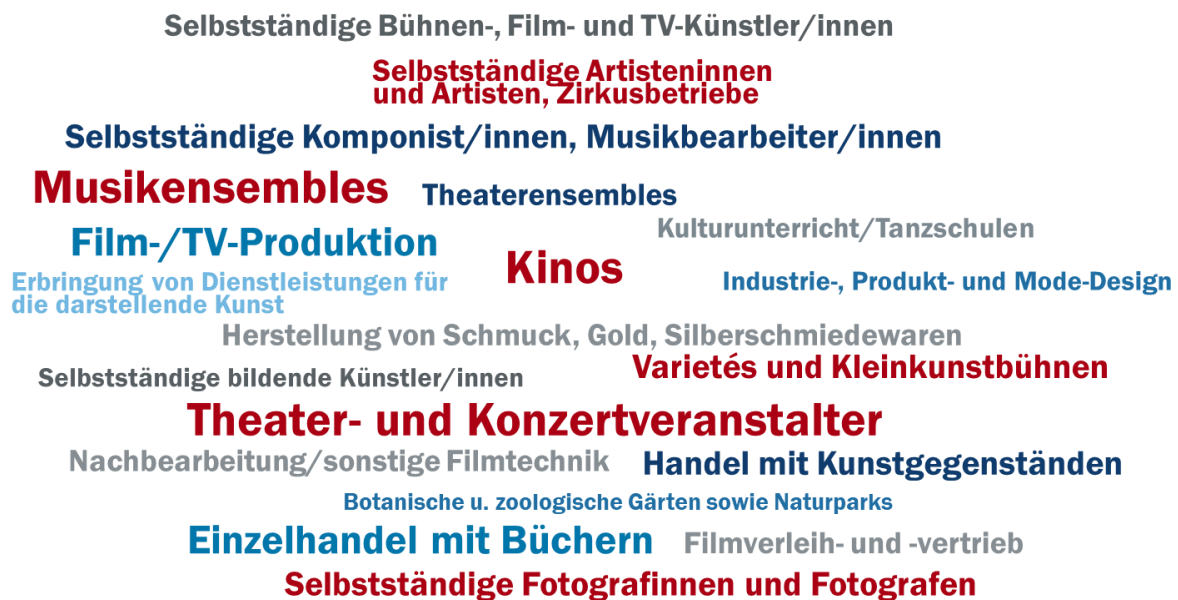 Selbstständige Bühnen-, Film- und TV-Künstler/innen
Selbstständige Artisteninnen
und Artisten, Zirkusbetriebe
Selbstständige Komponist/innen, Musikbearbeiter/innen
Musikensembles
Theaterensembles
Kulturunterricht/Tanzschulen
Film-/TV-Produktion
Kinos
Erbringung von Dienstleistungen für
die darstellende Kunst
Industrie-, Produkt- und Mode-Design
Herstellung von Schmuck, Gold, Silberschmiedewaren
Varietés und Kleinkunstbühnen
Selbstständige bildende Künstler/innen
Theater- und Konzertveranstalter
Nachbearbeitung/sonstige Filmtechnik
Handel mit Kunstgegenständen
Botanische u. zoologische Gärten sowie Naturparks
Einzelhandel mit Büchern
Filmverleih- und -vertrieb
Selbstständige Fotografinnen und Fotografen